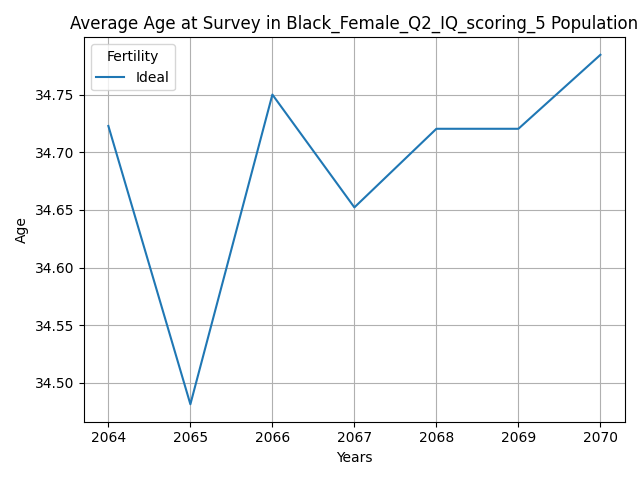 Average Age at Survey in Black_Female_Q2_IQ_scoring_5 Population
Fertility
Ideal
34.75
34.70
34.65
34.60
34.55
34.50
Age
2064 2065 2066 2067 2068 2069 2070
Years